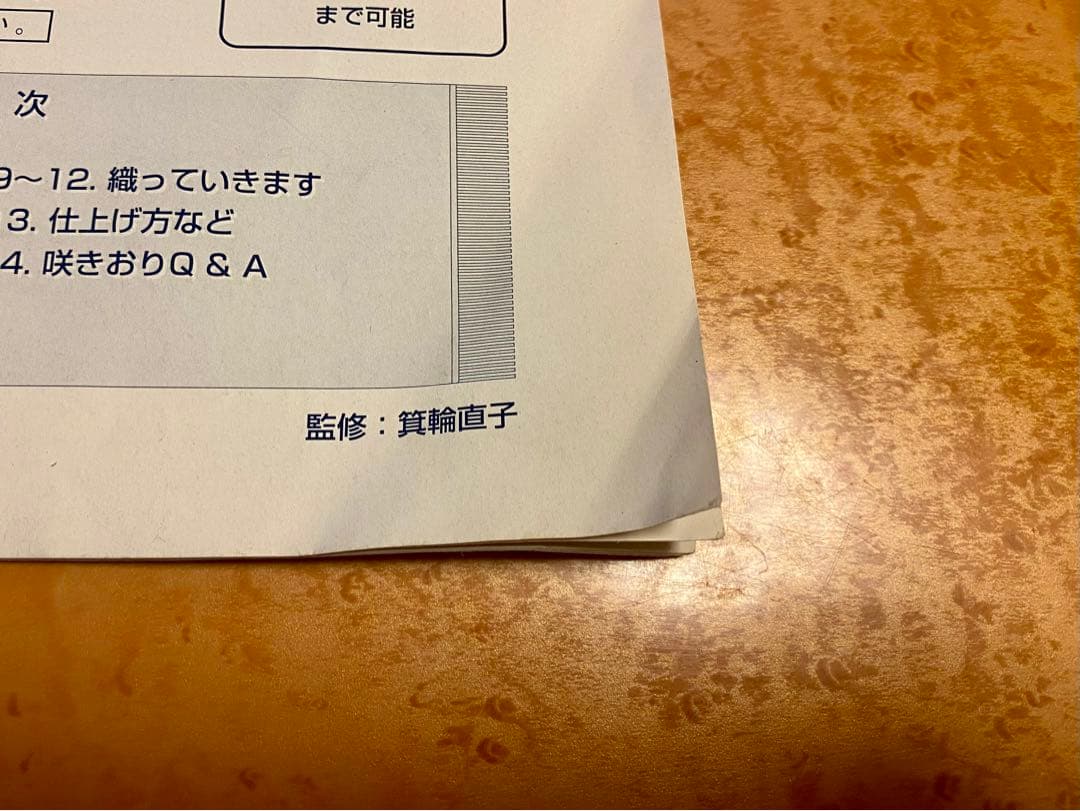 い。
まで可能
次
9〜12. 織っていきます
3. 仕上げ方など
4. 咲きおりQ & A
監修：箕輪直子